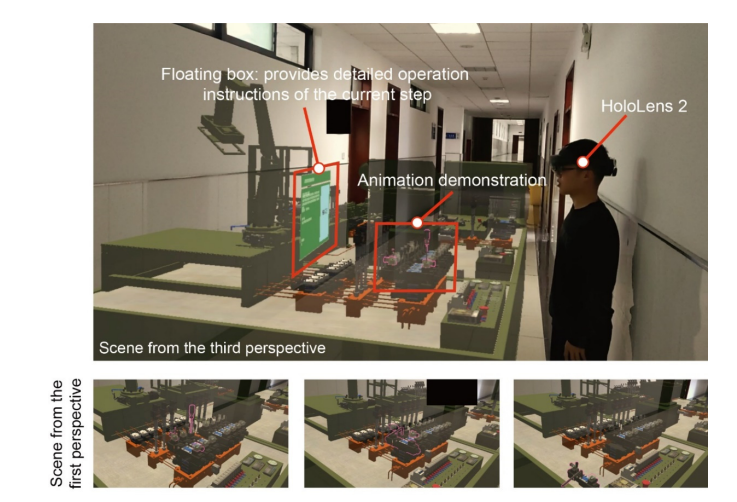 Floating box: provides detailed operation
instructions of the current step
HoloLens 2
Animation demonstration
Scene from the third perspective
Scene from the
first perspective